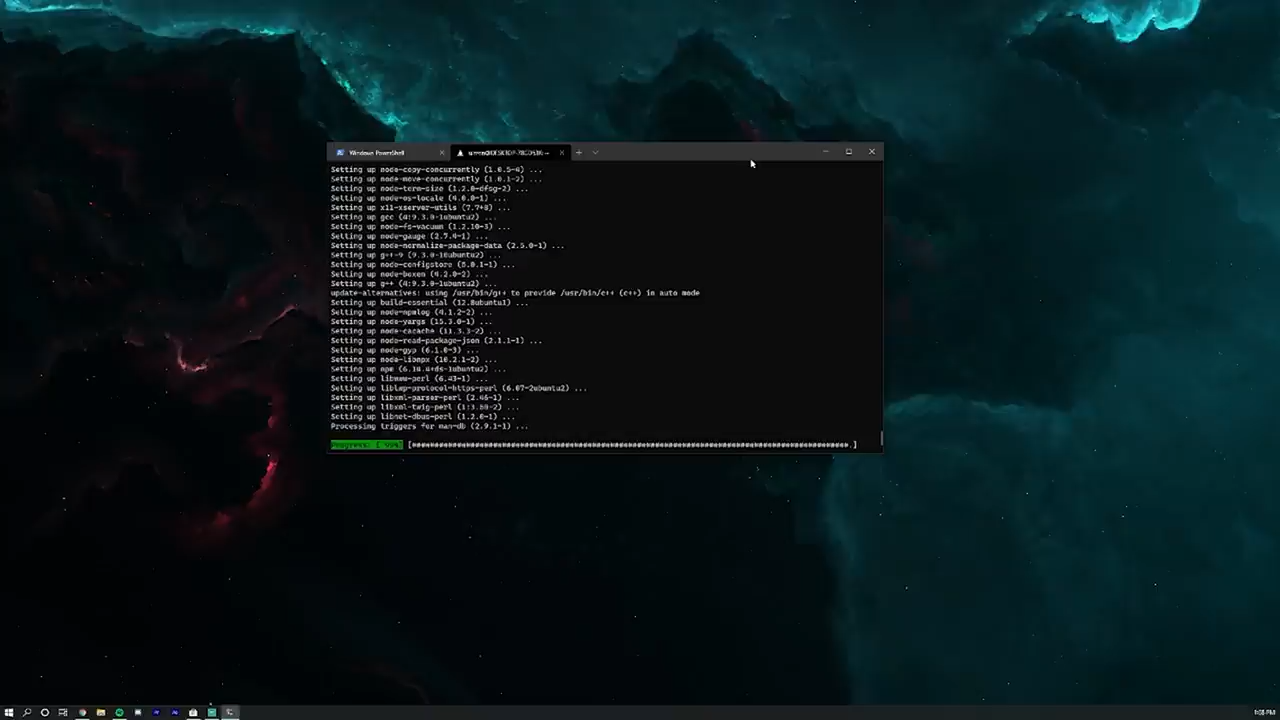 Windows PowerShell
Setting up node-copy-concurrently (1.0.5-4) ...
Setting up node-move-concurrently (1.0.1-2) ...
Setting up node-term-size (1.2.0+dfsg-2) ...
Setting up node-os-locale (4.0.0-1) ...
Setting up x11-xserver-utils (7.7+8) ...
Setting up gcc (4:9.3.0-1ubuntu2) ...
Setting up node-fs-vacuum (1.2.10-3) ...
Setting up node-gauge (2.7.4-1) ...
Setting up node-normalize-package-data (2.5.0-1) ...
Setting up g++-9 (9.3.0-10ubuntu2) ...
Setting up node-configstore (5.0.1-1) ...
Setting up node-boxen (4.2.0-2) ...
Setting up g++ (4:9.3.0-1ubuntu2) ...
update-alternatives: using /usr/bin/g++ to provide /usr/bin/c++ (c++) in auto mode
Setting up build-essential (12.8ubuntu1) ...
Setting up node-npmlog (4.1.2-2) ...
Setting up node-yargs (15.3.0-1) ...
Setting up node-cacache (11.3.3-2) ...
Setting up node-read-package-json (2.1.1-1) ...
Setting up node-gyp (6.1.0-3) ...
Setting up node-libnpx (10.2.1-2) ...
Setting up npm (6.14.4+ds-1ubuntu2) ...
Setting up libwww-perl (6.43-1) ...
Setting up liblwp-protocol-https-perl (6.07-2ubuntu2) ...
Setting up libxml-parser-perl (2.46-1) ...
Setting up libxml-twig-perl (1:3.50-2) ...
Setting up libnet-dbus-perl (1.2.0-1) ...
Processing triggers for man-db (2.9.1-1) ...
Progress: [